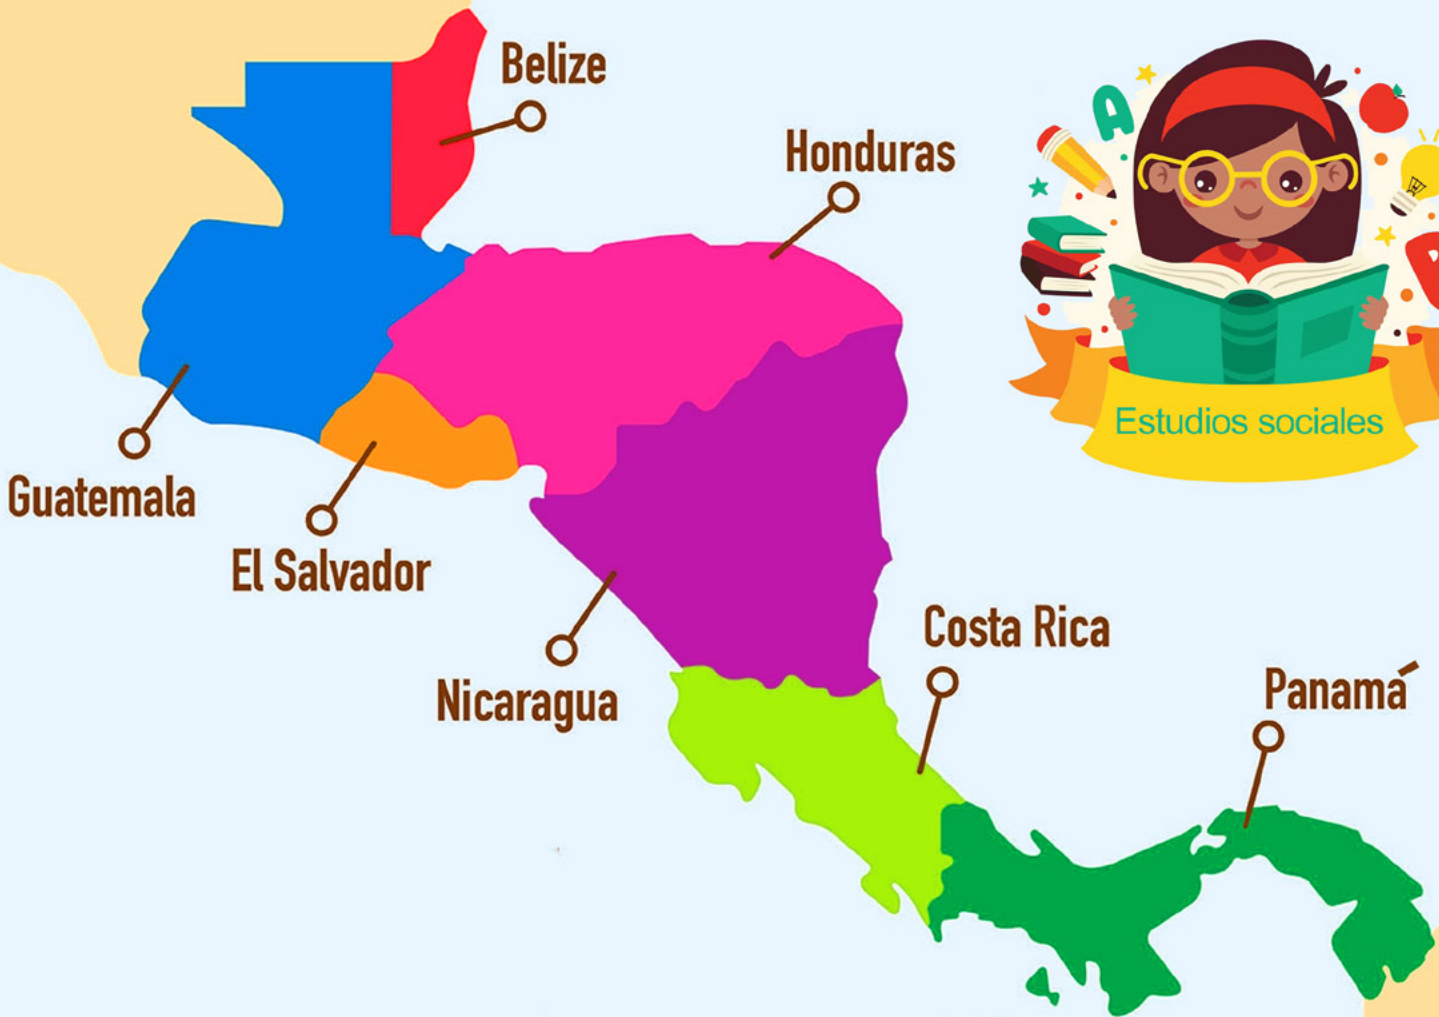 Belize
Honduras
Guatemala
El Salvador
Nicaragua
Costa Rica
Panamá
A
Estudios sociales